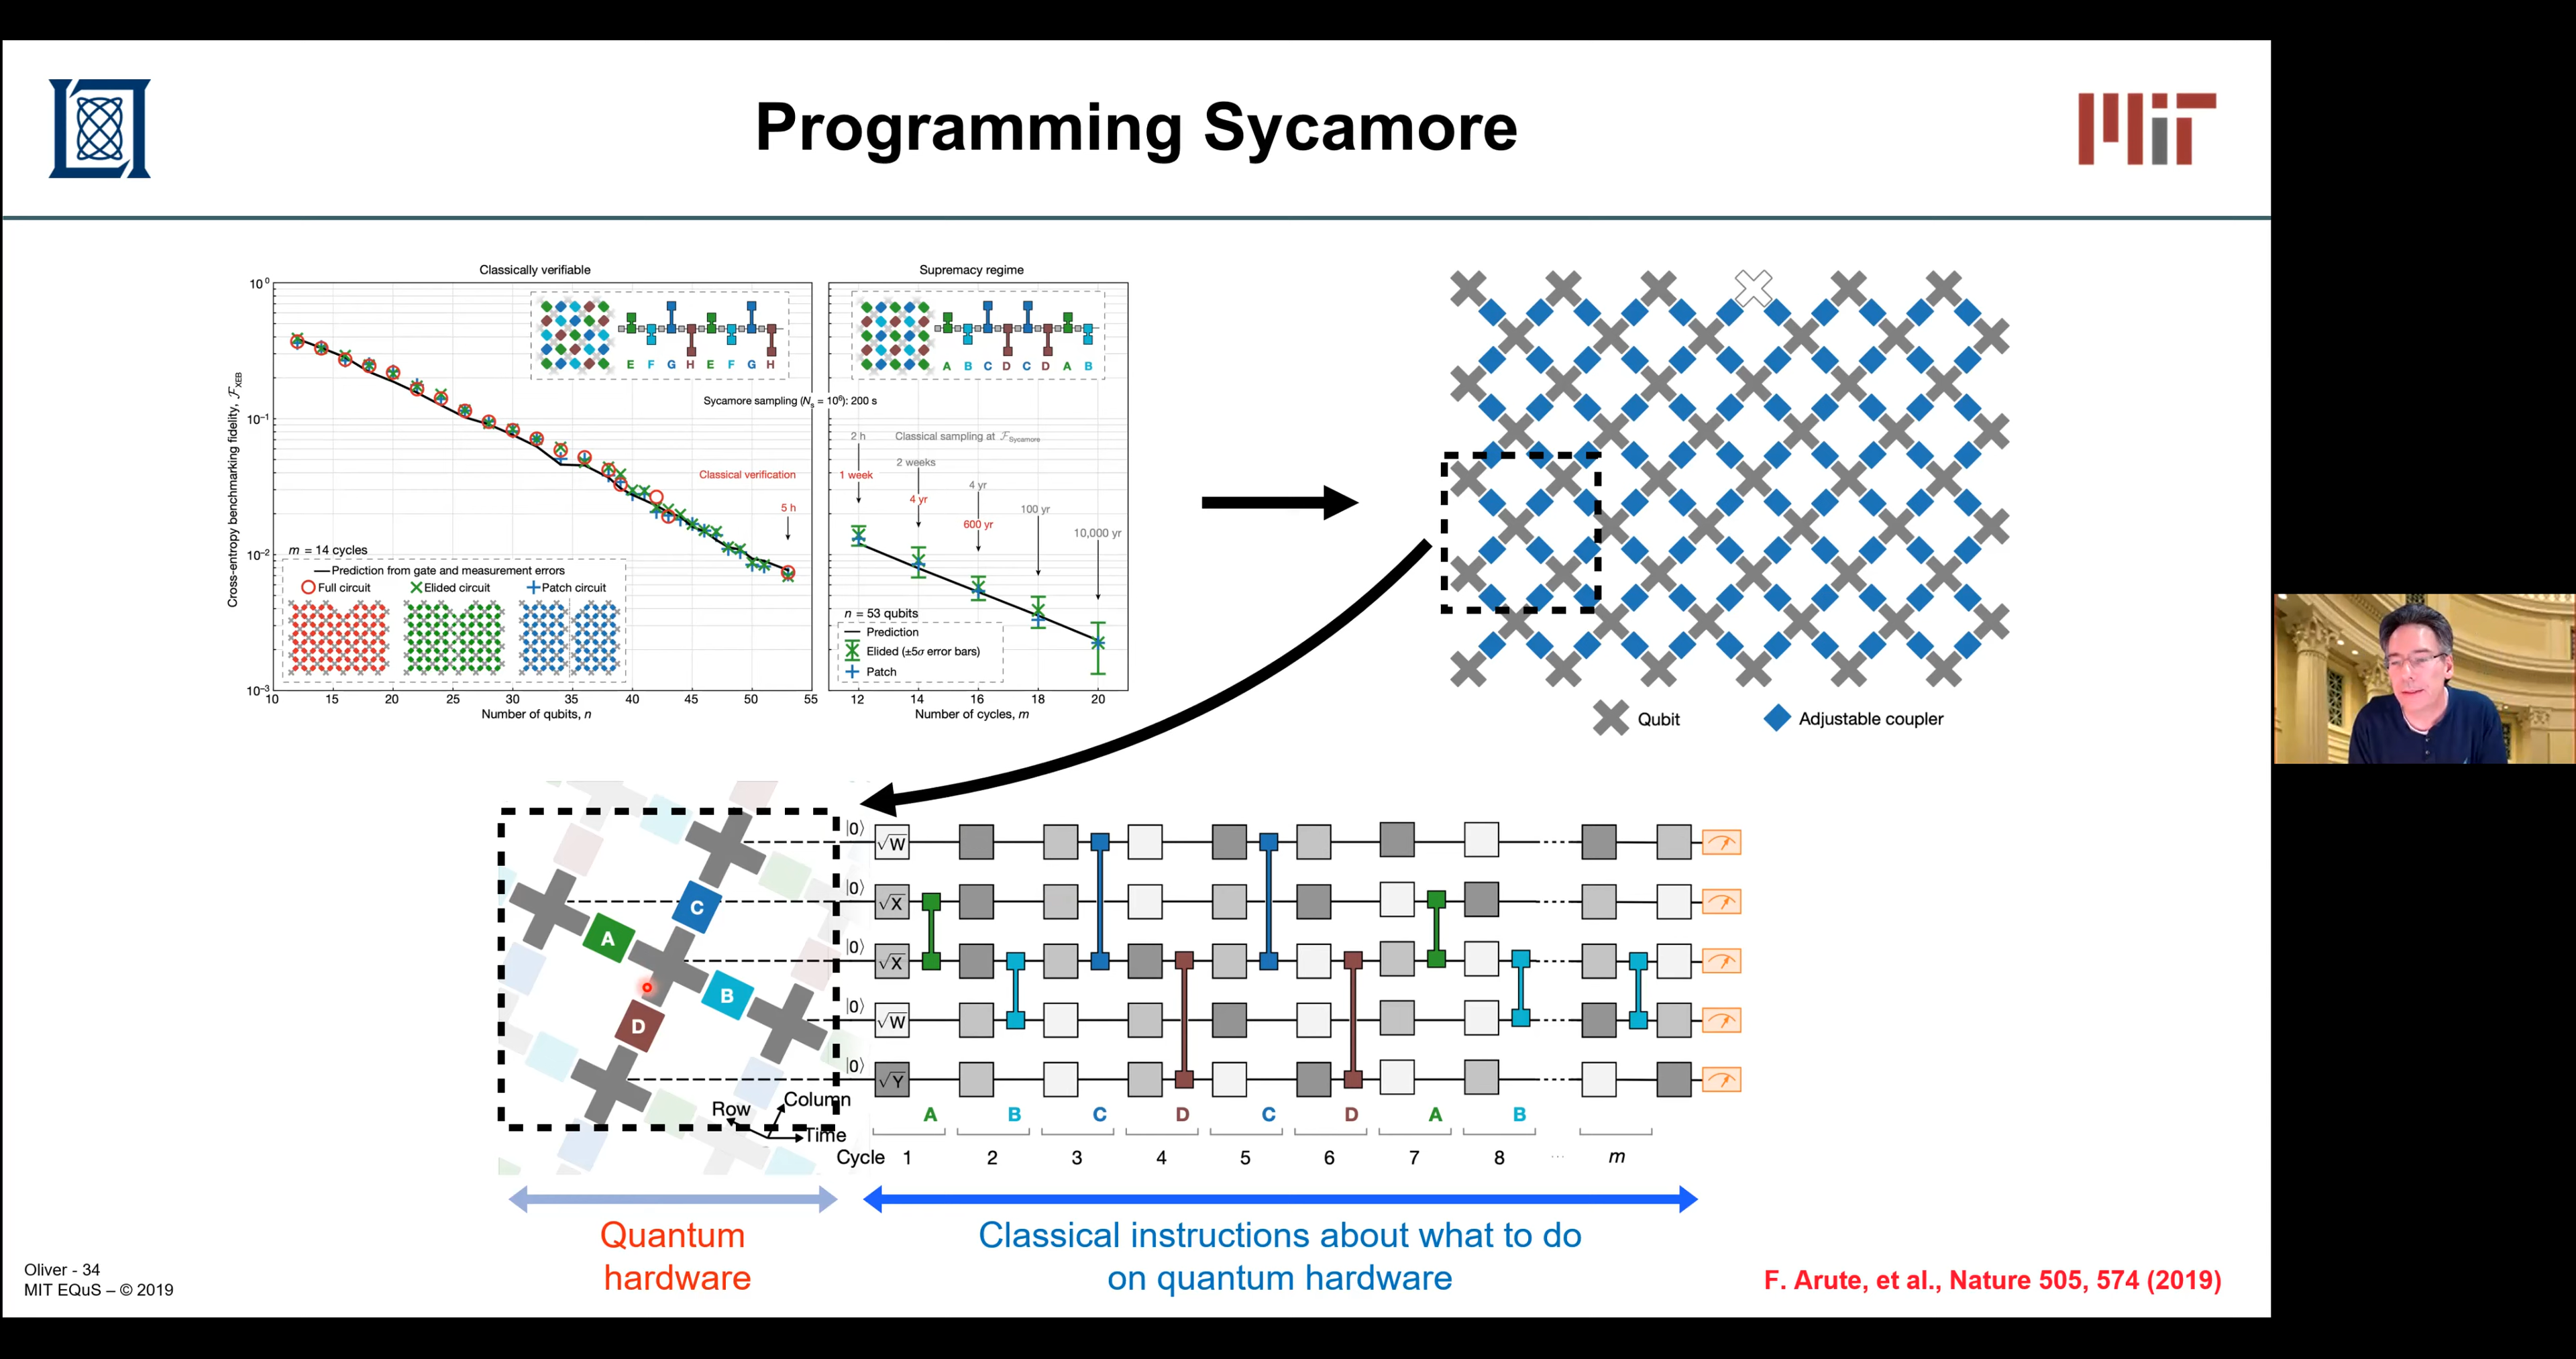 Programming Sycamore
MIT
Classically verifiable
Supremacy regime
Cross-entropy benchmarking fidelity, ℱ_XEB
10⁰
10⁻¹
10⁻²
10⁻³
E F G H E F G H
A B C D C D A B
Sycamore sampling (Nₛ = 10⁶): 200 s
Classical verification
5 h
2 h
Classical sampling at ℱ_Sycamore
1 week
2 weeks
4 yr
4 yr
600 yr
100 yr
10,000 yr
m = 14 cycles
Prediction from gate and measurement errors
Full circuit Elided circuit Patch circuit
n = 53 qubits
Prediction
Elided (±5σ error bars)
Patch
10 15 20 25 30 35 40 45 50 55
Number of qubits, n
12 14 16 18 20
Number of cycles, m
Qubit Adjustable coupler
A
B
C
D
Row
Column
Time
|0⟩ √W
|0⟩ √X
|0⟩ √X
|0⟩ √W
|0⟩ √Y
A B C D C D A B
Cycle 1 2 3 4 5 6 7 8 ... m
Quantum
hardware
Classical instructions about what to do
on quantum hardware
Oliver - 34
MIT EQuS – © 2019
F. Arute, et al., Nature 505, 574 (2019)